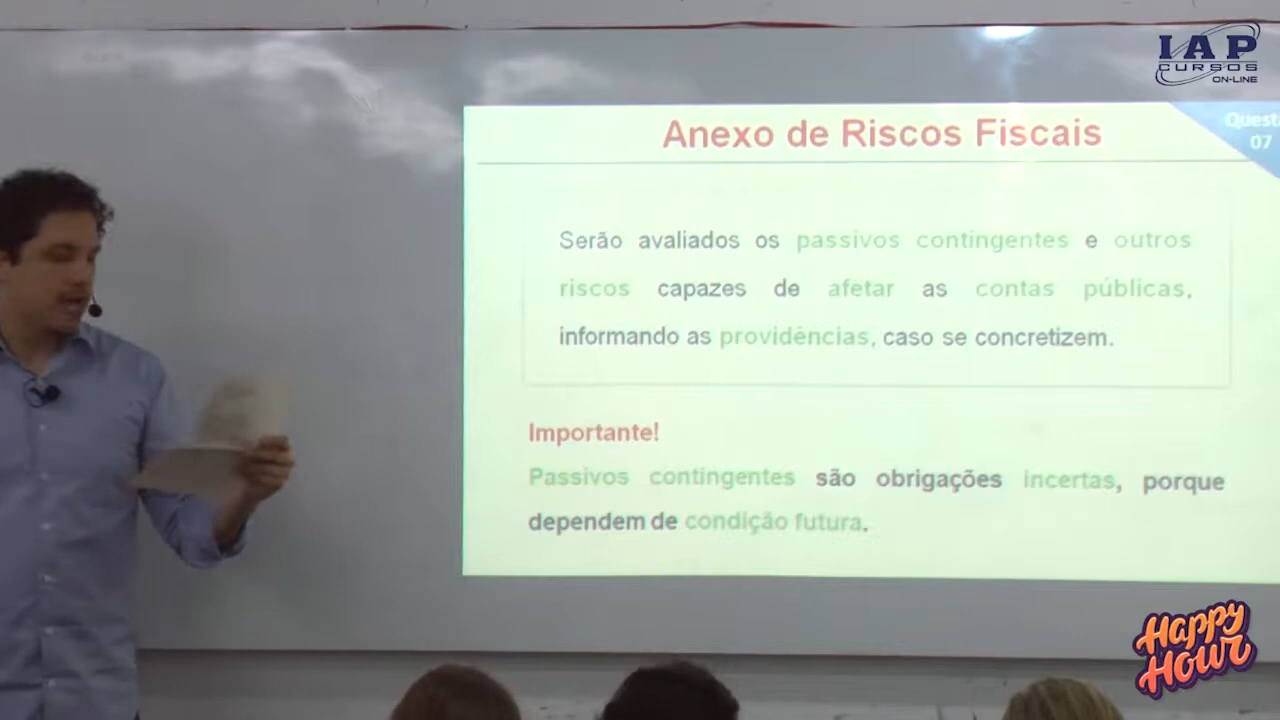 IAP
CURSOS
ON-LINE
Anexo de Riscos Fiscais
07
Serão avaliados os passivos contingentes e outros
riscos capazes de afetar as contas públicas,
informando as providências, caso se concretizem.
Importante!
Passivos contingentes são obrigações incertas, porque
dependem de condição futura.
Happy
Hour